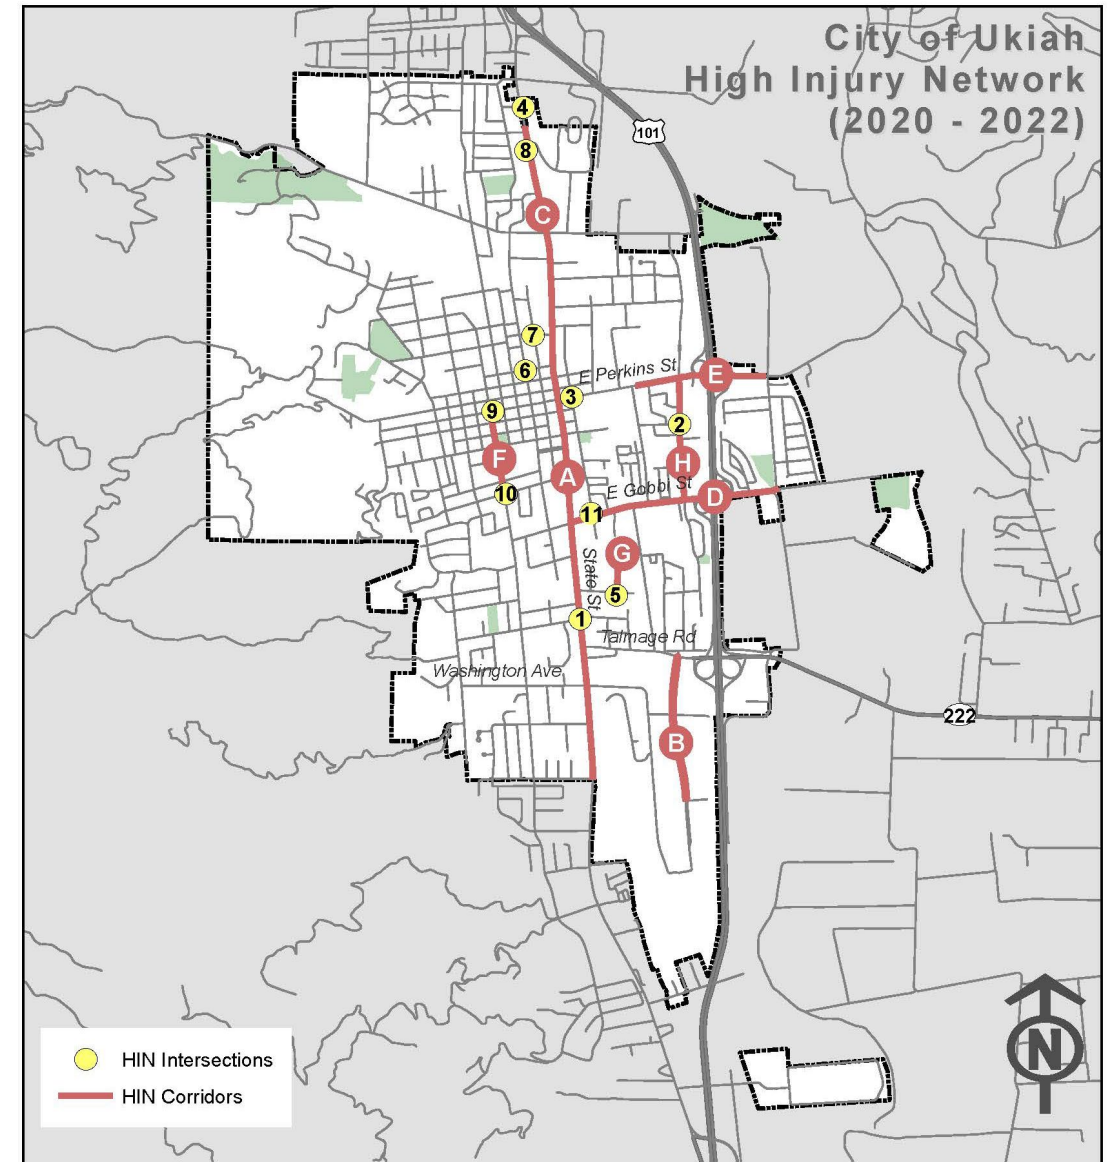 City of Ukiah
High Injury Network
(2020 - 2022)
4
101
8
C
7
6
E Perkins St
E
3
9
2
F
H
A
E Gobbi St
10
D
11
G
State St
5
1
Talmage Rd
Washington Ave
222
B
HIN Intersections
HIN Corridors
N